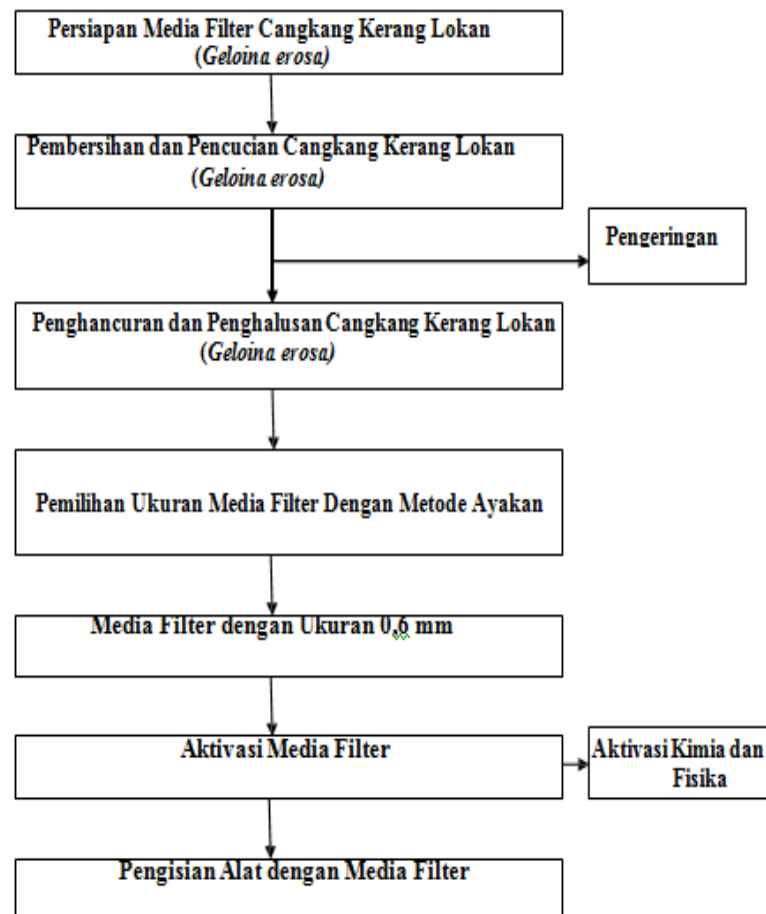 Persiapan Media Filter Cangkang Kerang Lokan
(Geloina erosa)
Pembersihan dan Pencucian Cangkang Kerang Lokan
(Geloina erosa)
Pengeringan
Penghancuran dan Penghalusan Cangkang Kerang Lokan
(Geloina erosa)
Pemilihan Ukuran Media Filter Dengan Metode Ayakan
Media Filter dengan Ukuran 0,6 mm
Aktivasi Media Filter
Aktivasi Kimia dan
Fisika
Pengisian Alat dengan Media Filter